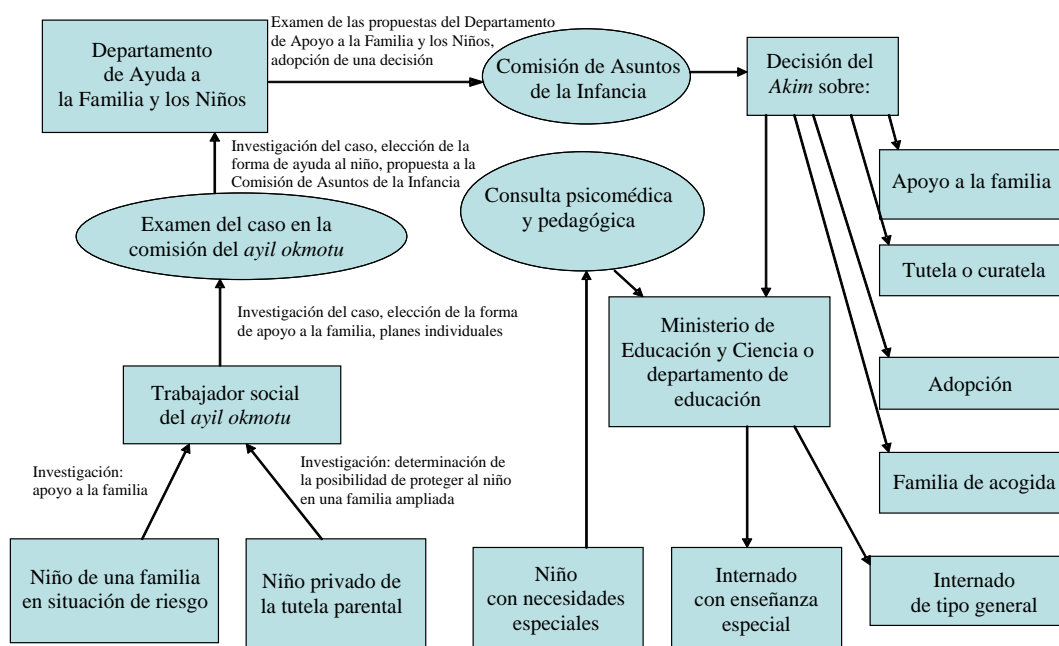 Departamento
de Ayuda a
la Familia y los Niños
Examen de las propuestas del Departamento
de Apoyo a la Familia y los Niños,
adopción de una decisión
Comisión de Asuntos
de la Infancia
Decisión del
Akim sobre:
Investigación del caso, elección de la
forma de ayuda al niño, propuesta a la
Comisión de Asuntos de la Infancia
Consulta psicomédica
y pedagógica
Apoyo a la familia
Examen del caso en la
comisión del ayil okmotu
Tutela o curatela
Investigación del caso, elección de la forma
de apoyo a la familia, planes individuales
Ministerio de
Educación y Ciencia o
departamento de
educación
Adopción
Trabajador social
del ayil okmotu
Investigación:
apoyo a la familia
Investigación: determinación de
la posibilidad de proteger al niño
en una familia ampliada
Familia de acogida
Niño de una familia
en situación de riesgo
Niño privado de
la tutela parental
Niño
con necesidades
especiales
Internado
con enseñanza
especial
Internado
de tipo general